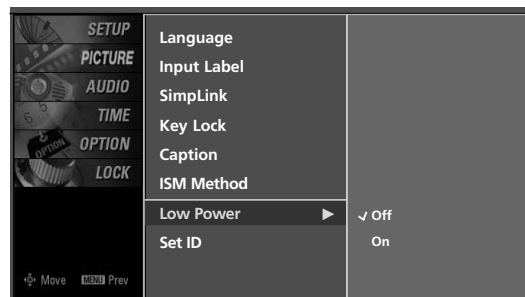 SETUP
PICTURE
AUDIO
TIME
OPTION
LOCK
Move MENU Prev
Language
Input Label
SimpLink
Key Lock
Caption
ISM Method
Low Power
Set ID
Off
On